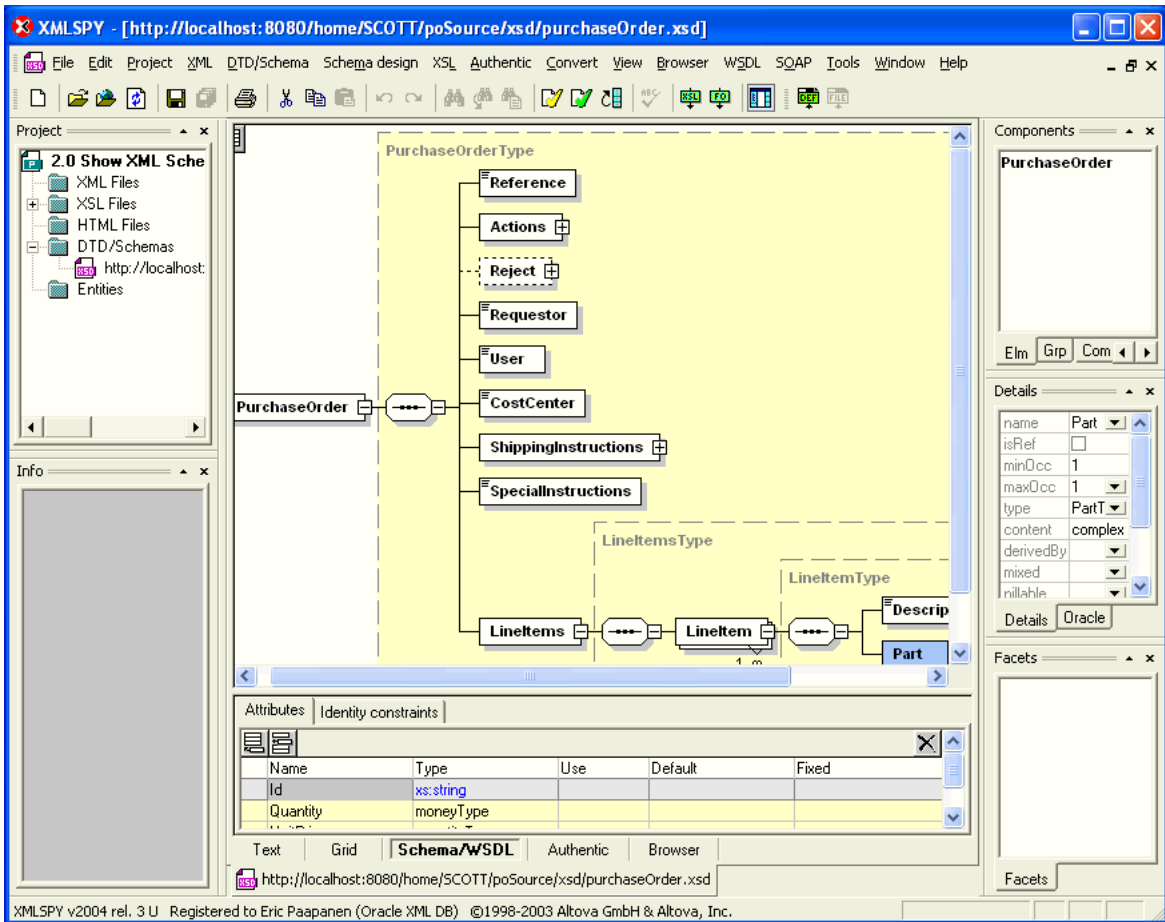 XMLSPY - [http://localhost:8080/home/SCOTT/poSource/xsd/purchaseOrder.xsd]
File Edit Project XML DTD/Schema Schema design XSL Authentic Convert View Browser WSDL SOAP Tools Window Help
Project
2.0 Show XML Sche
XML Files
XSL Files
HTML Files
DTD/Schemas
http://localhost:
Entities
Info
PurchaseOrderType
Reference
Actions
Reject
Requestor
User
CostCenter
PurchaseOrder
ShippingInstructions
SpecialInstructions
LineItemsType
LineItemType
Descrip
LineItems
LineItem
Part
Attributes Identity constraints
Name Type Use Default Fixed
Id xs:string
Quantity moneyType
Text Grid Schema/WSDL Authentic Browser
http://localhost:8080/home/SCOTT/poSource/xsd/purchaseOrder.xsd
Components
PurchaseOrder
Elm Grp Com
Details
name Part
isRef
minOcc 1
maxOcc 1
type PartT
content complex
derivedBy
mixed
nillable
Details Oracle
Facets
Facets
XMLSPY v2004 rel. 3 U Registered to Eric Paapanen (Oracle XML DB) ©1998-2003 Altova GmbH & Altova, Inc.